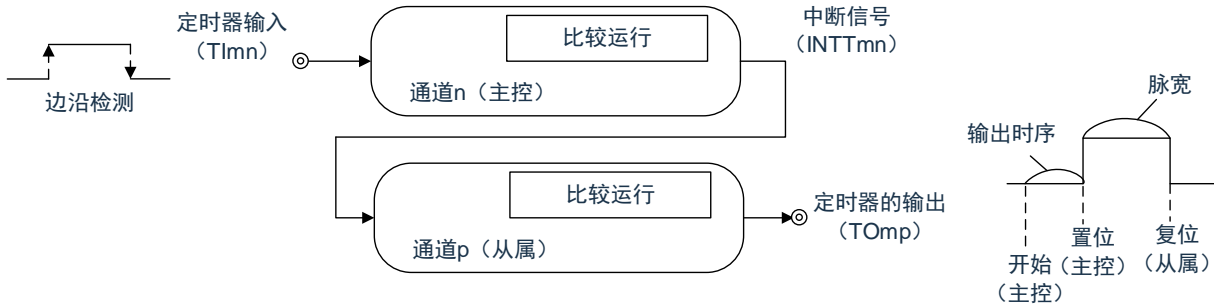 定时器输入
（TImn）
边沿检测
比较运行
通道n（主控）
中断信号
（INTTmn）
比较运行
通道p（从属）
定时器的输出
（TOmp）
脉宽
输出时序
开始
（主控）
置位
（主控）
复位
（从属）